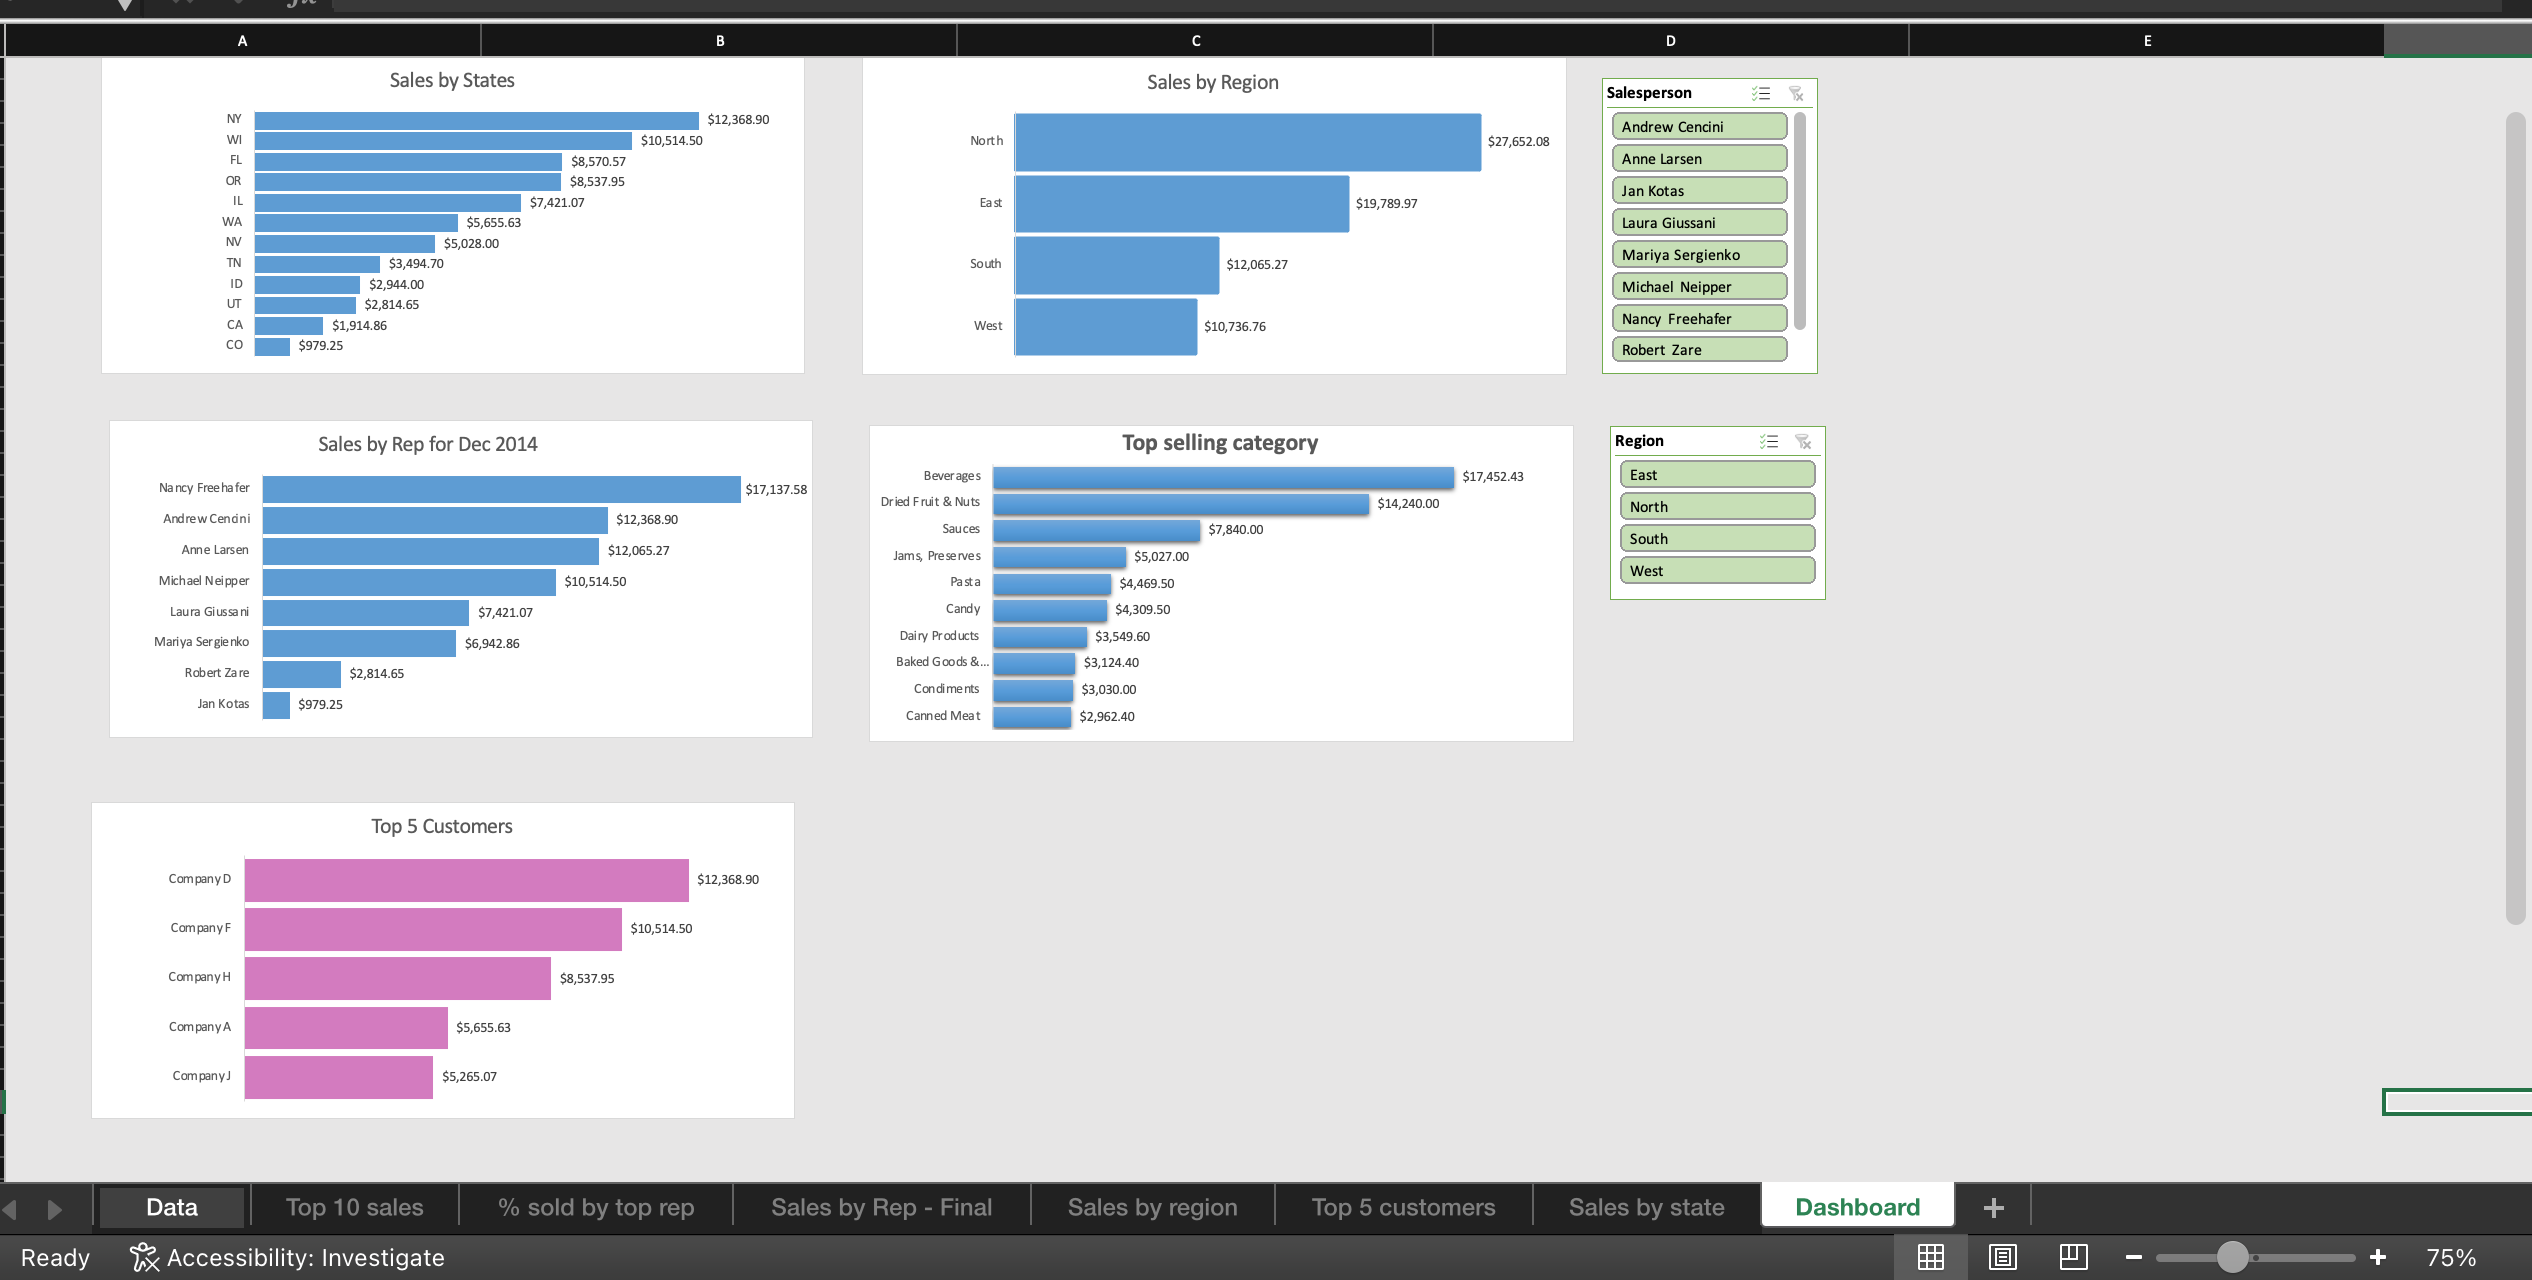 A B C D E
Sales by States
NY $12,368.90
WI $10,514.50
FL $8,570.57
OR $8,537.95
IL $7,421.07
WA $5,655.63
NV $5,028.00
TN $3,494.70
ID $2,944.00
UT $2,814.65
CA $1,914.86
CO $979.25
Sales by Region
North $27,652.08
East $19,789.97
South $12,065.27
West $10,736.76
Salesperson
Andrew Cencini
Anne Larsen
Jan Kotas
Laura Giussani
Mariya Sergienko
Michael Neipper
Nancy Freehafer
Robert Zare
Sales by Rep for Dec 2014
Nancy Freehafer $17,137.58
Andrew Cencini $12,368.90
Anne Larsen $12,065.27
Michael Neipper $10,514.50
Laura Giussani $7,421.07
Mariya Sergienko $6,942.86
Robert Zare $2,814.65
Jan Kotas $979.25
Top selling category
Beverages $17,452.43
Dried Fruit & Nuts $14,240.00
Sauces $7,840.00
Jams, Preserves $5,027.00
Pasta $4,469.50
Candy $4,309.50
Dairy Products $3,549.60
Baked Goods &... $3,124.40
Condiments $3,030.00
Canned Meat $2,962.40
Region
East
North
South
West
Top 5 Customers
Company D $12,368.90
Company F $10,514.50
Company H $8,537.95
Company A $5,655.63
Company J $5,265.07
Data Top 10 sales % sold by top rep Sales by Rep - Final Sales by region Top 5 customers Sales by state Dashboard +
Ready Accessibility: Investigate − + 75%